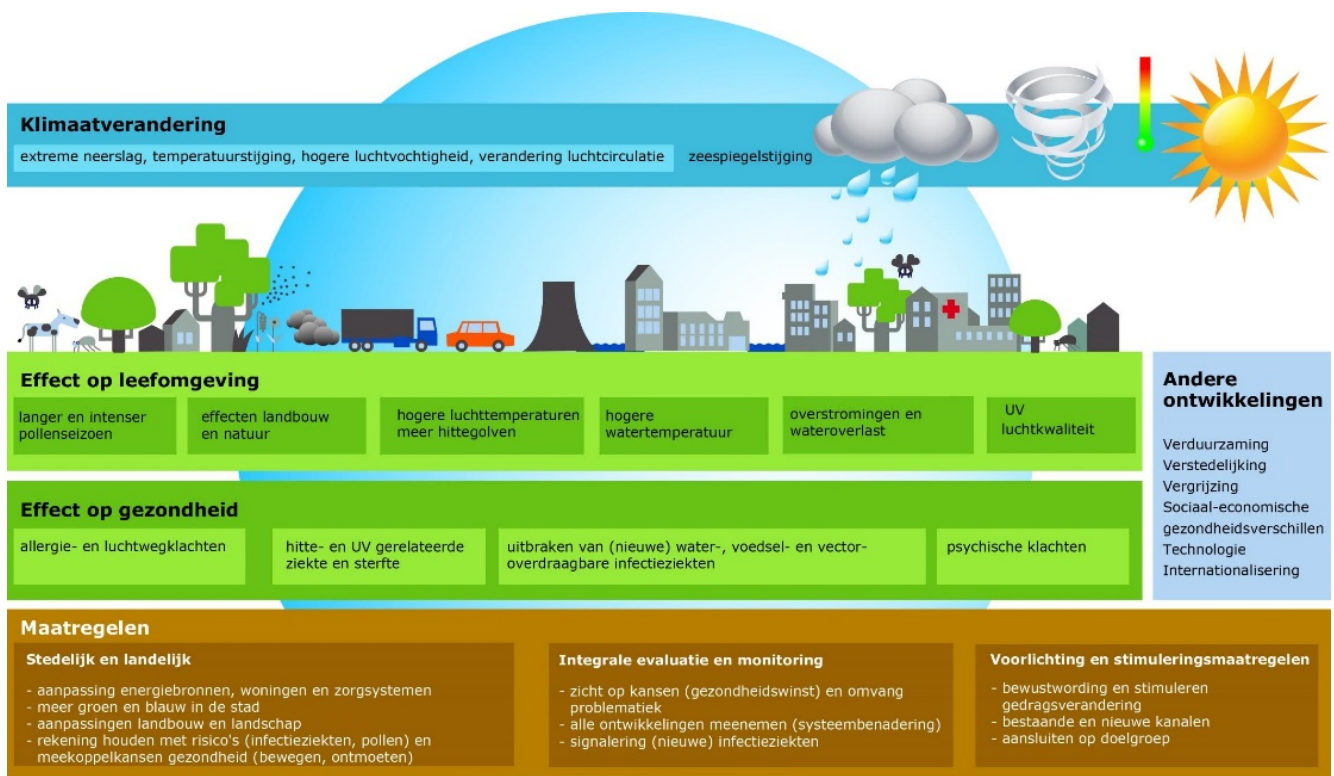 Klimaatverandering
extreme neerslag, temperatuurstijging, hogere luchtvochtigheid, verandering luchtcirculatie zeespiegelstijging
Effect op leefomgeving
langer en intenser
pollenseizoen
effecten landbouw
en natuur
hogere luchttemperaturen
meer hittegolven
hogere
watertemperatuur
overstromingen en
wateroverlast
UV
luchtkwaliteit
Effect op gezondheid
allergie- en luchtwegklachten
hitte- en UV gerelateerde
ziekte en sterfte
uitbraken van (nieuwe) water-, voedsel- en vector-
overdraagbare infectieziekten
psychische klachten
Andere
ontwikkelingen
Verduurzaming
Verstedelijking
Vergrijzing
Sociaal-economische
gezondheidsverschillen
Technologie
Internationalisering
Maatregelen
Stedelijk en landelijk
- aanpassing energiebronnen, woningen en zorgsystemen
- meer groen en blauw in de stad
- aanpassingen landbouw en landschap
- rekening houden met risico's (infectieziekten, pollen) en
meekoppelkansen gezondheid (bewegen, ontmoeten)
Integrale evaluatie en monitoring
- zicht op kansen (gezondheidswinst) en omvang
problematiek
- alle ontwikkelingen meenemen (systeembenadering)
- signalering (nieuwe) infectieziekten
Voorlichting en stimuleringsmaatregelen
- bewustwording en stimuleren
gedragsverandering
- bestaande en nieuwe kanalen
- aansluiten op doelgroep